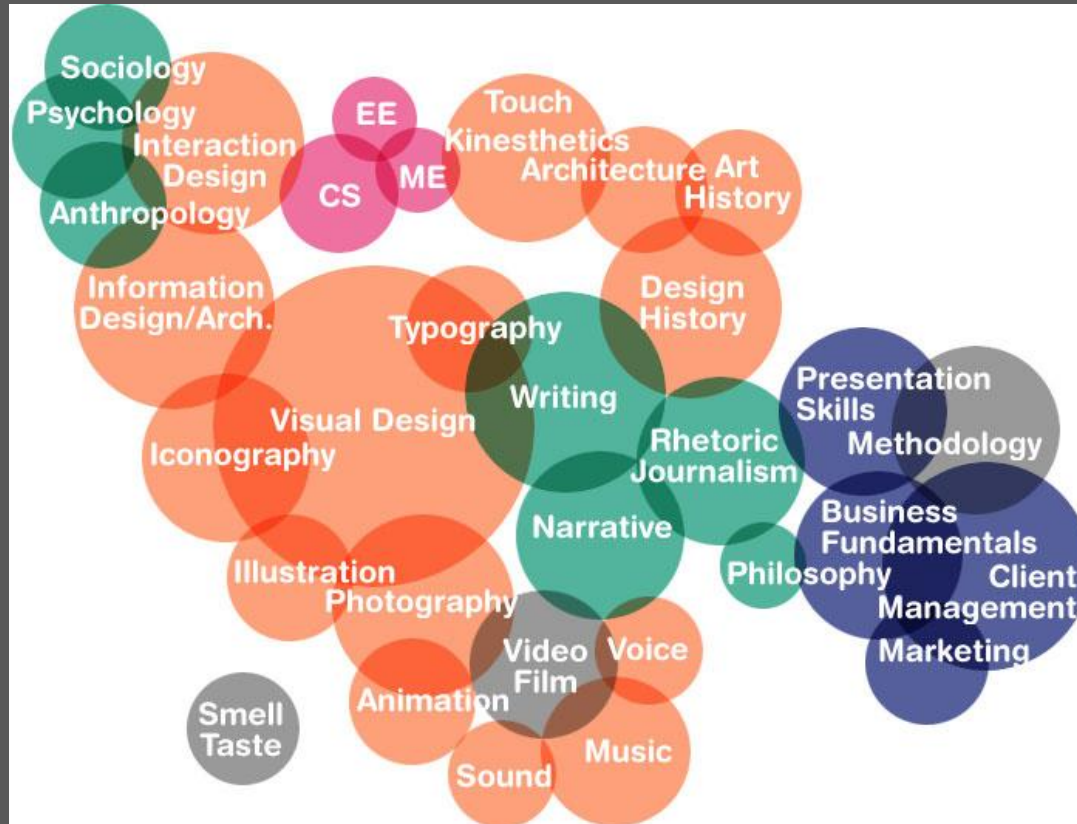 Sociology
Psychology
Interaction
Design
Anthropology
EE
CS
ME
Touch
Kinesthetics
Architecture
Art
History
Information
Design/Arch.
Typography
Design
History
Visual Design
Writing
Iconography
Rhetoric
Journalism
Presentation
Skills
Methodology
Narrative
Business
Fundamentals
Illustration
Photography
Philosophy
Client
Management
Video
Film
Voice
Marketing
Animation
Smell
Taste
Sound
Music